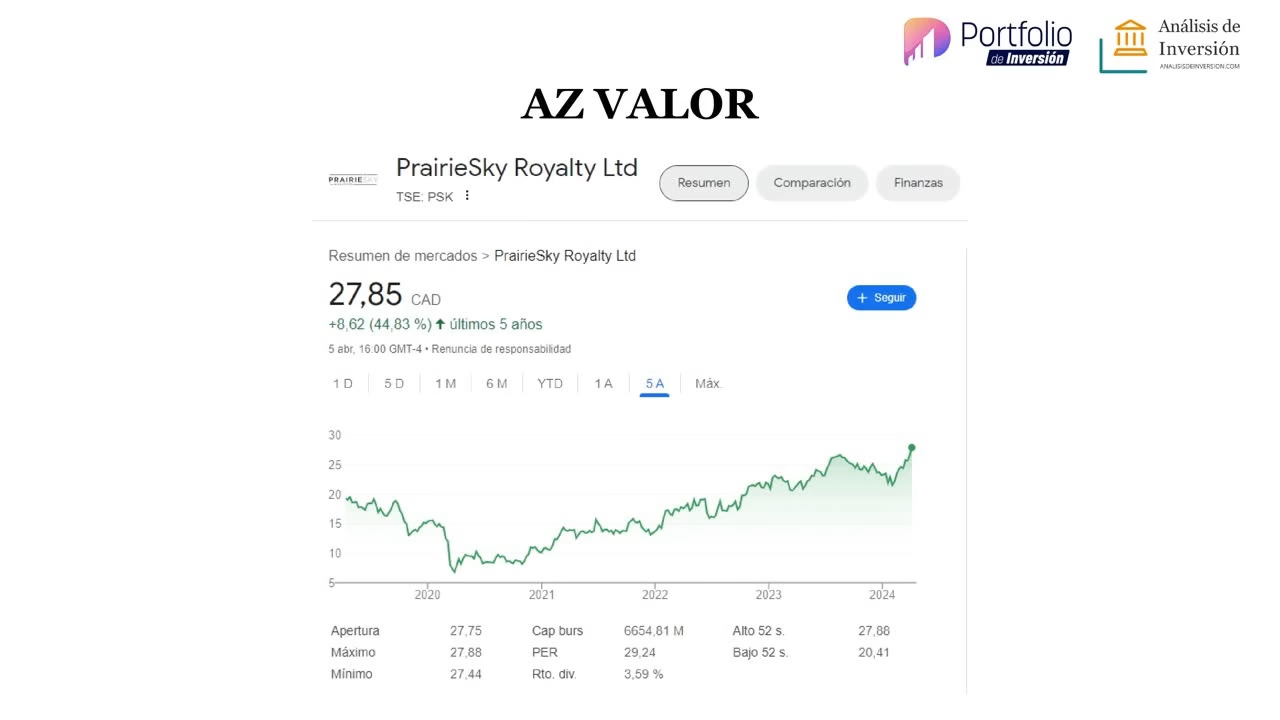 Portfolio
de Inversión
Análisis de
Inversión
ANALISISDEINVERSION.COM
AZ VALOR
PRAIRIESKY
PrairieSky Royalty Ltd
TSE: PSK
Resumen
Comparación
Finanzas
Resumen de mercados > PrairieSky Royalty Ltd
27,85 CAD
+ Seguir
+8,62 (44,83 %) ↑ últimos 5 años
5 abr, 16:00 GMT-4 • Renuncia de responsabilidad
1 D 5 D 1 M 6 M YTD 1 A 5 A Máx.
30
25
20
15
10
5
2020 2021 2022 2023 2024
Apertura 27,75 Cap burs 6654,81 M Alto 52 s. 27,88
Máximo 27,88 PER 29,24 Bajo 52 s. 20,41
Mínimo 27,44 Rto. div. 3,59 %